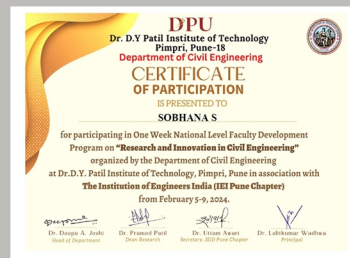 DPU
Dr. D.Y Patil Institute of Technology
Pimpri, Pune-18
Department of Civil Engineering
CERTIFICATE
OF PARTICIPATION
IS PRESENTED TO
SOBHANA S
for participating in One Week National Level Faculty Development
Program on "Research and Innovation in Civil Engineering"
organized by the Department of Civil Engineering
at Dr.D.Y. Patil Institute of Technology, Pimpri, Pune in association with
The Institution of Engineers India (IEI Pune Chapter)
from February 5-9, 2024.
Dr. Deepa A. Joshi
Head of Department
Dr. Pramod Patil
Dean Research
Dr. Uttam Awari
Secretary, IEI Pune Chapter
Dr. Lalitkumar Wadhwa
Principal